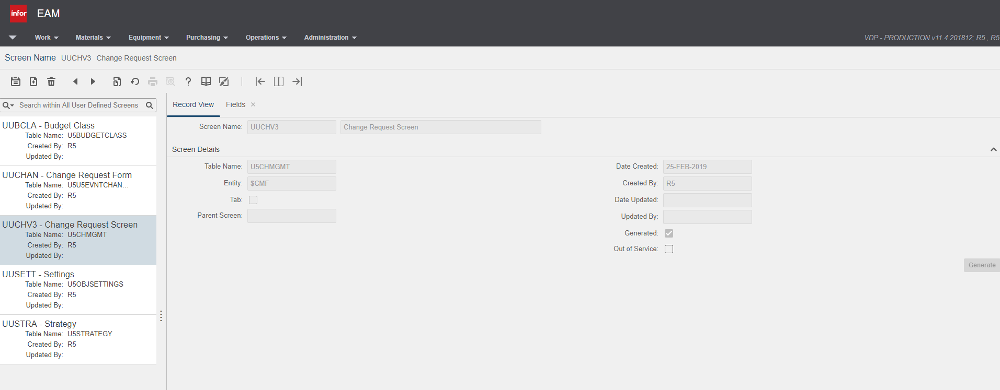 infor EAM
Work Materials Equipment Purchasing Operations Administration
VDP - PRODUCTION v11.4 201812; R5 , R5
Screen Name UUCHV3 Change Request Screen
Search within All User Defined Screens
UUBCLA - Budget Class
Table Name: U5BUDGETCLASS
Created By: R5
Updated By:
UUCHAN - Change Request Form
Table Name: U5U5EVNTCHAN...
Created By: R5
Updated By:
UUCHV3 - Change Request Screen
Table Name: U5CHMGMT
Created By: R5
Updated By:
UUSETT - Settings
Table Name: U5OBJSETTINGS
Created By: R5
Updated By:
UUSTRA - Strategy
Table Name: U5STRATEGY
Created By: R5
Updated By:
Record View Fields ×
Screen Name: UUCHV3 Change Request Screen
Screen Details
Table Name: U5CHMGMT
Entity: $CMF
Tab:
Parent Screen:
Date Created: 25-FEB-2019
Created By: R5
Date Updated:
Updated By:
Generated:
Out of Service:
Generate